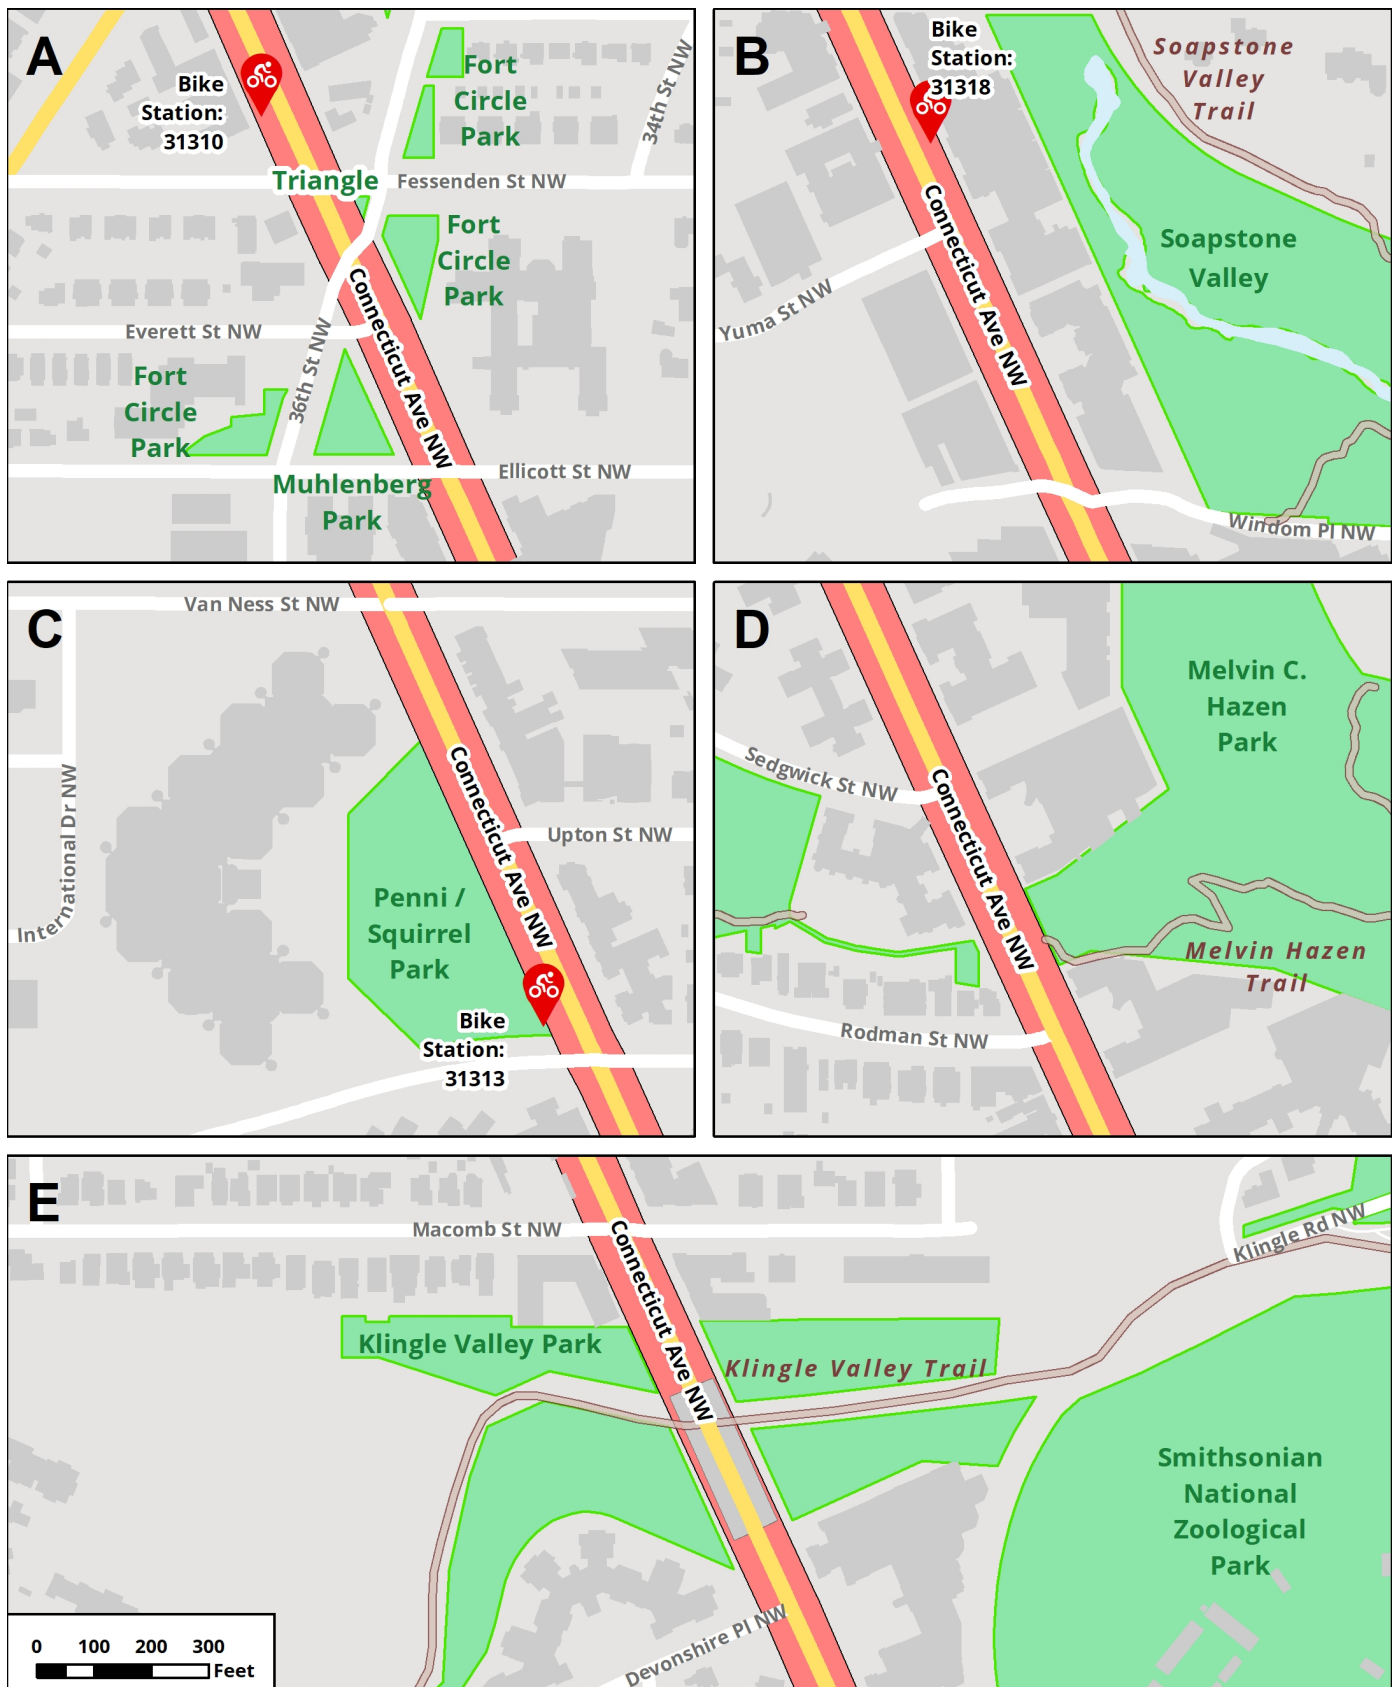 A
Bike
Station:
31310
Fort
Circle
Park
34th St NW
Triangle
Fessenden St NW
Fort
Circle
Park
Connecticut Ave NW
Everett St NW
36th St NW
Fort
Circle
Park
Ellicott St NW
Muhlenberg
Park
B
Bike
Station:
31318
Soapstone
Valley
Trail
Connecticut Ave NW
Soapstone
Valley
Yuma St NW
Windom Pl NW
C
Van Ness St NW
Connecticut Ave NW
International Dr NW
Upton St NW
Penni /
Squirrel
Park
Bike
Station:
31313
D
Melvin C.
Hazen
Park
Sedgwick St NW
Connecticut Ave NW
Melvin Hazen
Trail
Rodman St NW
E
Macomb St NW
Connecticut Ave NW
Klingle Rd NW
Klingle Valley Park
Klingle Valley Trail
Smithsonian
National
Zoological
Park
Devonshire Pl NW
0 100 200 300
Feet